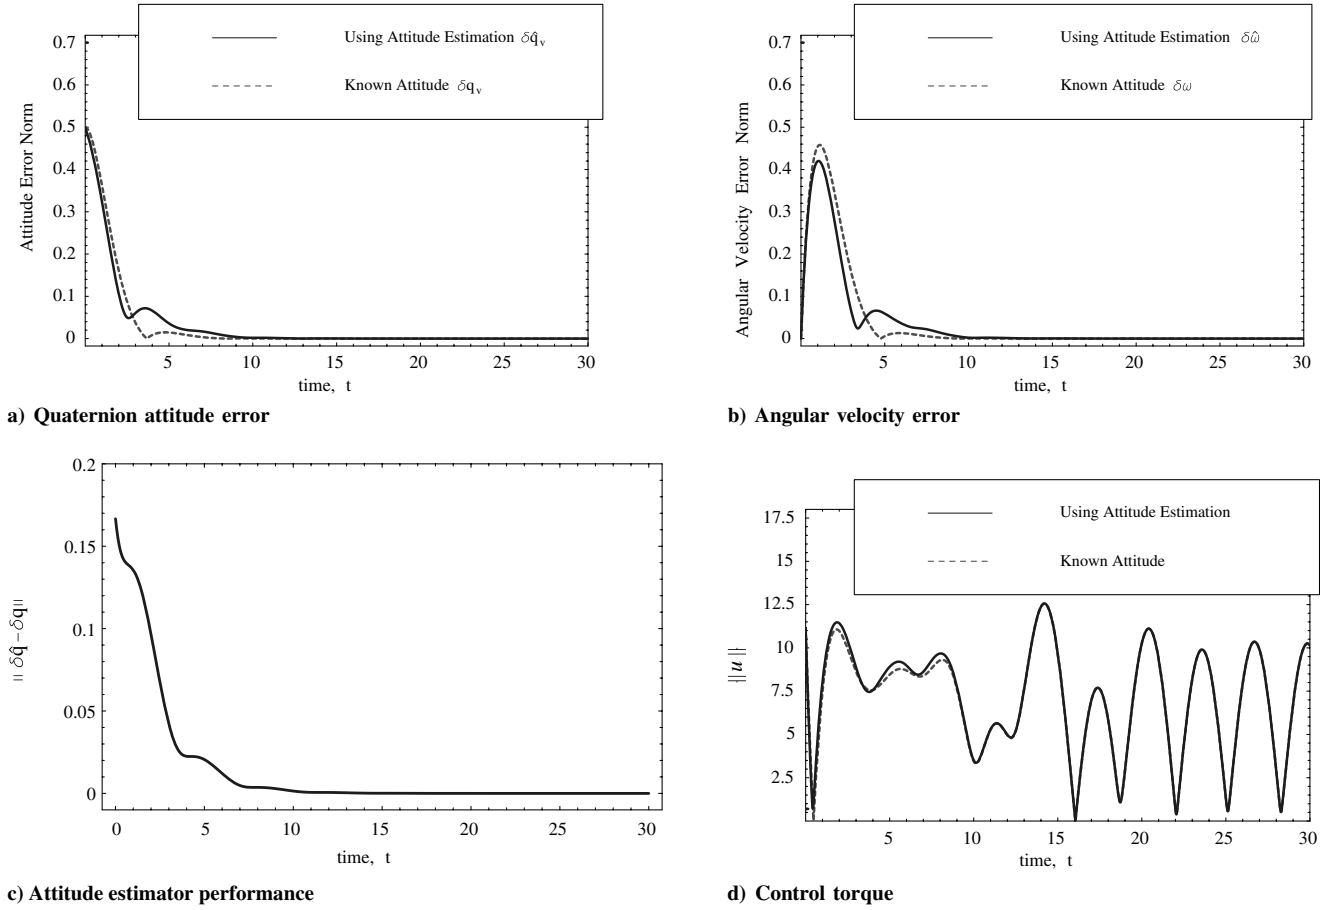 Using Attitude Estimation δq̂ᵥ
Known Attitude δqᵥ
0.7
0.6
0.5
0.4
0.3
0.2
0.1
0
Attitude Error Norm
5 10 15 20 25 30
time, t
a) Quaternion attitude error
Using Attitude Estimation δω̂
Known Attitude δω
0.7
0.6
0.5
0.4
0.3
0.2
0.1
0
Angular Velocity Error Norm
5 10 15 20 25 30
time, t
b) Angular velocity error
0.2
0.15
0.1
0.05
0
|| δq̂ − δq ||
0 5 10 15 20 25 30
time, t
c) Attitude estimator performance
Using Attitude Estimation
Known Attitude
17.5
15
12.5
10
7.5
5
2.5
|| u ||
5 10 15 20 25 30
time, t
d) Control torque